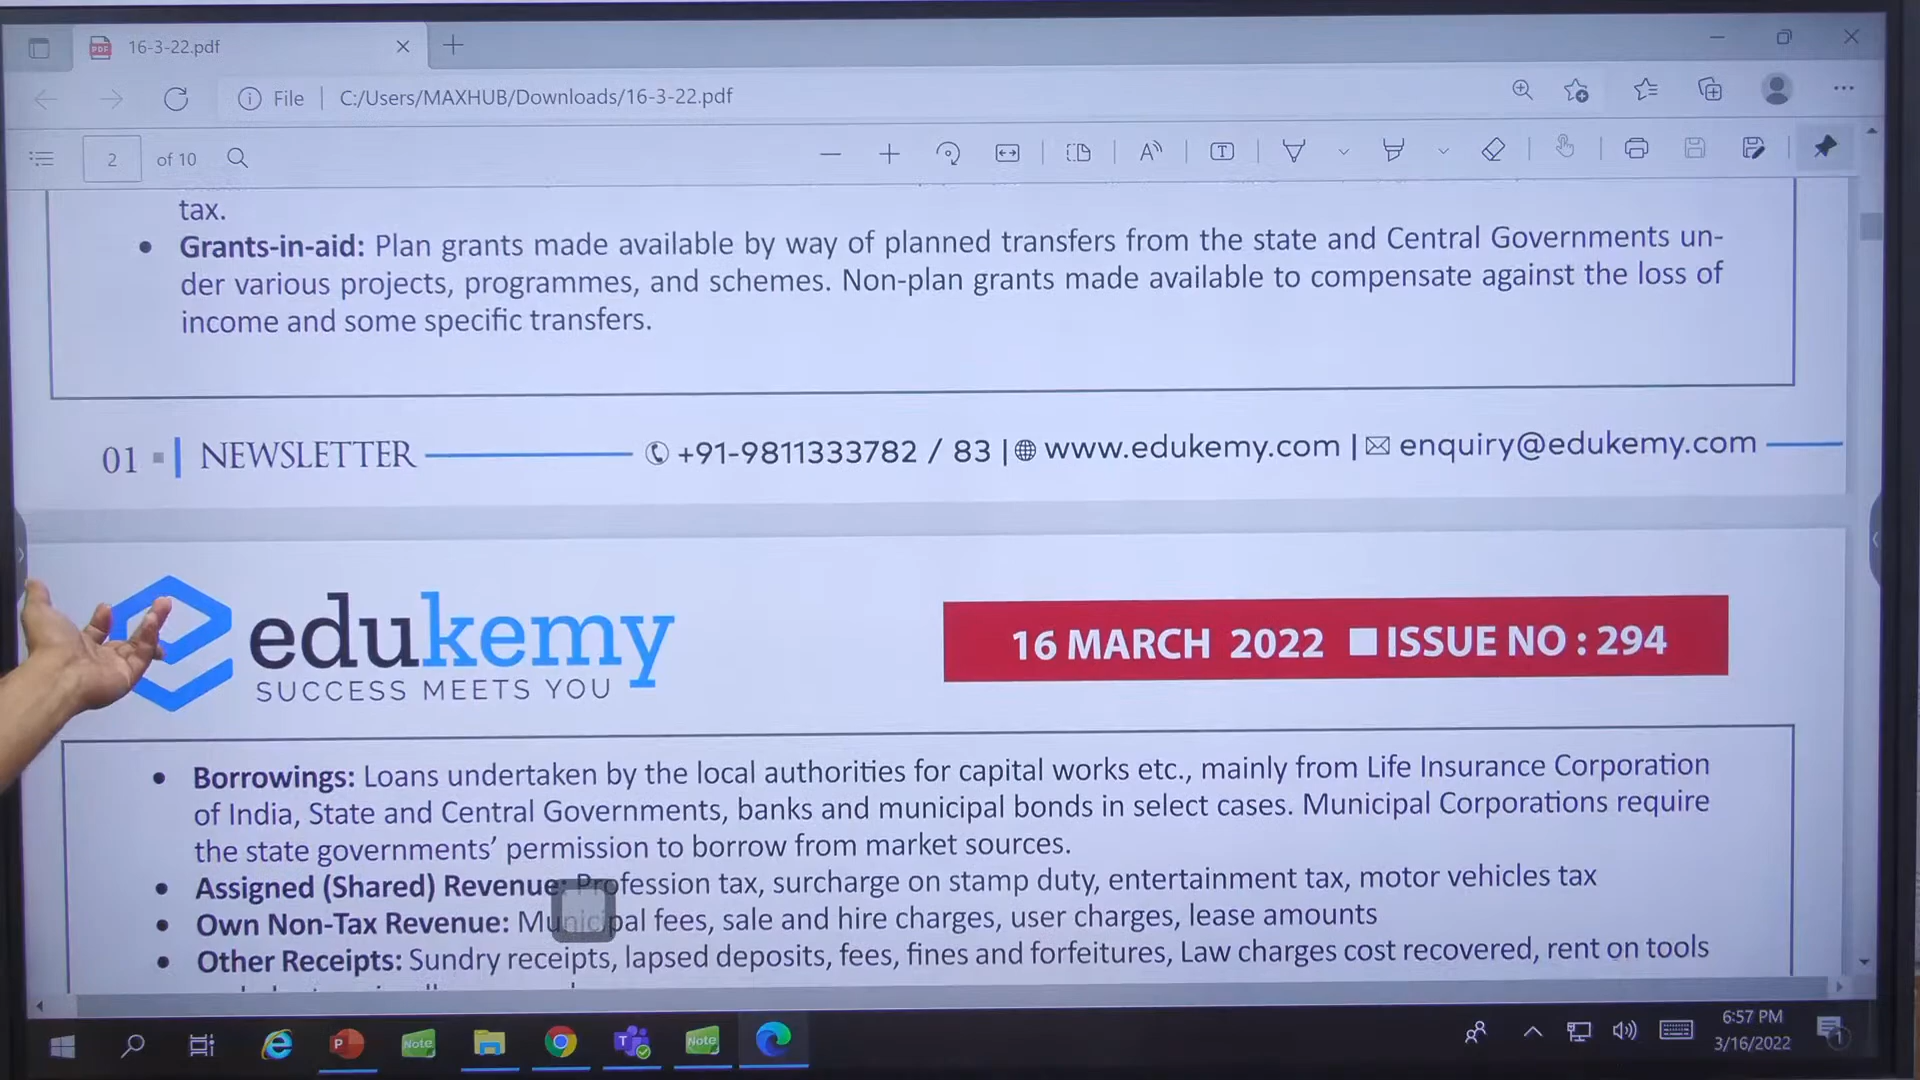 16-3-22.pdf
File
C:/Users/MAXHUB/Downloads/16-3-22.pdf
2 of 10
tax.
• Grants-in-aid: Plan grants made available by way of planned transfers from the state and Central Governments un-
der various projects, programmes, and schemes. Non-plan grants made available to compensate against the loss of
income and some specific transfers.
01 ▪ | NEWSLETTER
+91-9811333782 / 83 | www.edukemy.com | enquiry@edukemy.com
edukemy
SUCCESS MEETS YOU
16 MARCH 2022 ■ ISSUE NO : 294
• Borrowings: Loans undertaken by the local authorities for capital works etc., mainly from Life Insurance Corporation
of India, State and Central Governments, banks and municipal bonds in select cases. Municipal Corporations require
the state governments’ permission to borrow from market sources.
• Assigned (Shared) Revenue: Profession tax, surcharge on stamp duty, entertainment tax, motor vehicles tax
• Own Non-Tax Revenue: Municipal fees, sale and hire charges, user charges, lease amounts
• Other Receipts: Sundry receipts, lapsed deposits, fees, fines and forfeitures, Law charges cost recovered, rent on tools
Note
Note
6:57 PM
3/16/2022
1